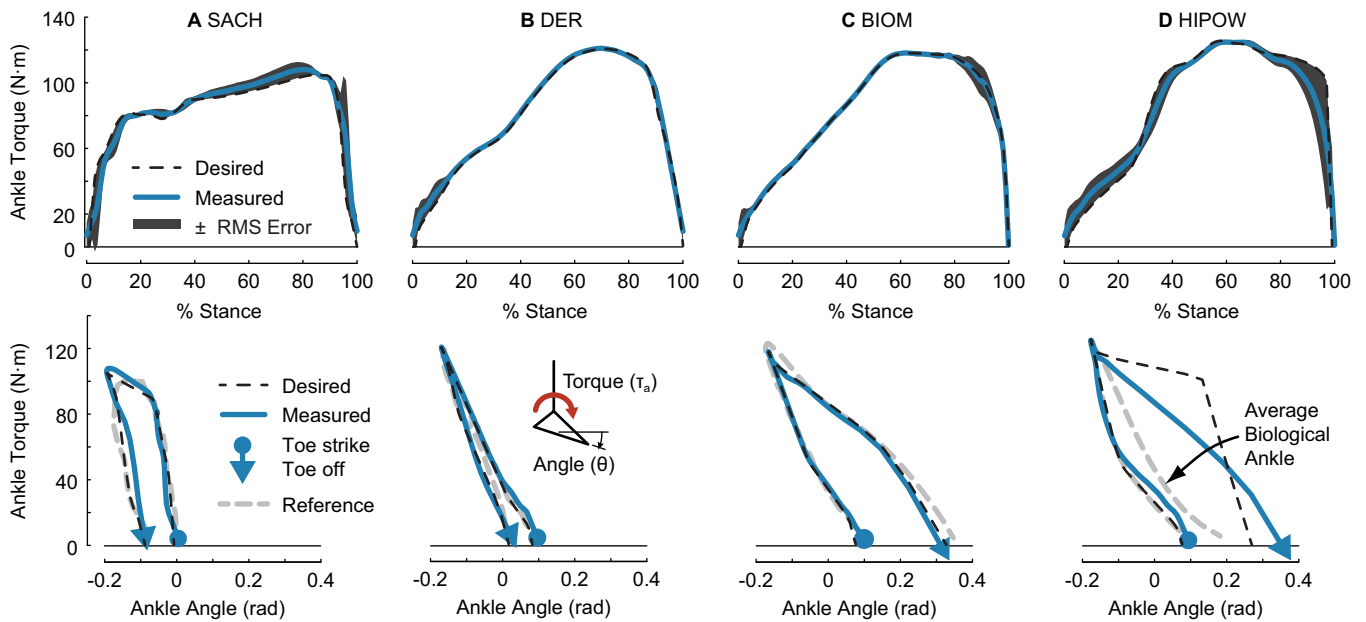 A SACH
B DER
C BIOM
D HIPOW
Ankle Torque (N·m)
140
100
60
20
0
Desired
Measured
± RMS Error
0 20 40 60 80 100
0 20 40 60 80 100
0 20 40 60 80 100
0 20 40 60 80 100
% Stance
% Stance
% Stance
% Stance
Ankle Torque (N·m)
120
80
40
0
Desired
Measured
Toe strike
Toe off
Reference
Torque (τa)
Angle (θ)
Average
Biological
Ankle
-0.2 0 0.2 0.4
-0.2 0 0.2 0.4
-0.2 0 0.2 0.4
-0.2 0 0.2 0.4
Ankle Angle (rad)
Ankle Angle (rad)
Ankle Angle (rad)
Ankle Angle (rad)